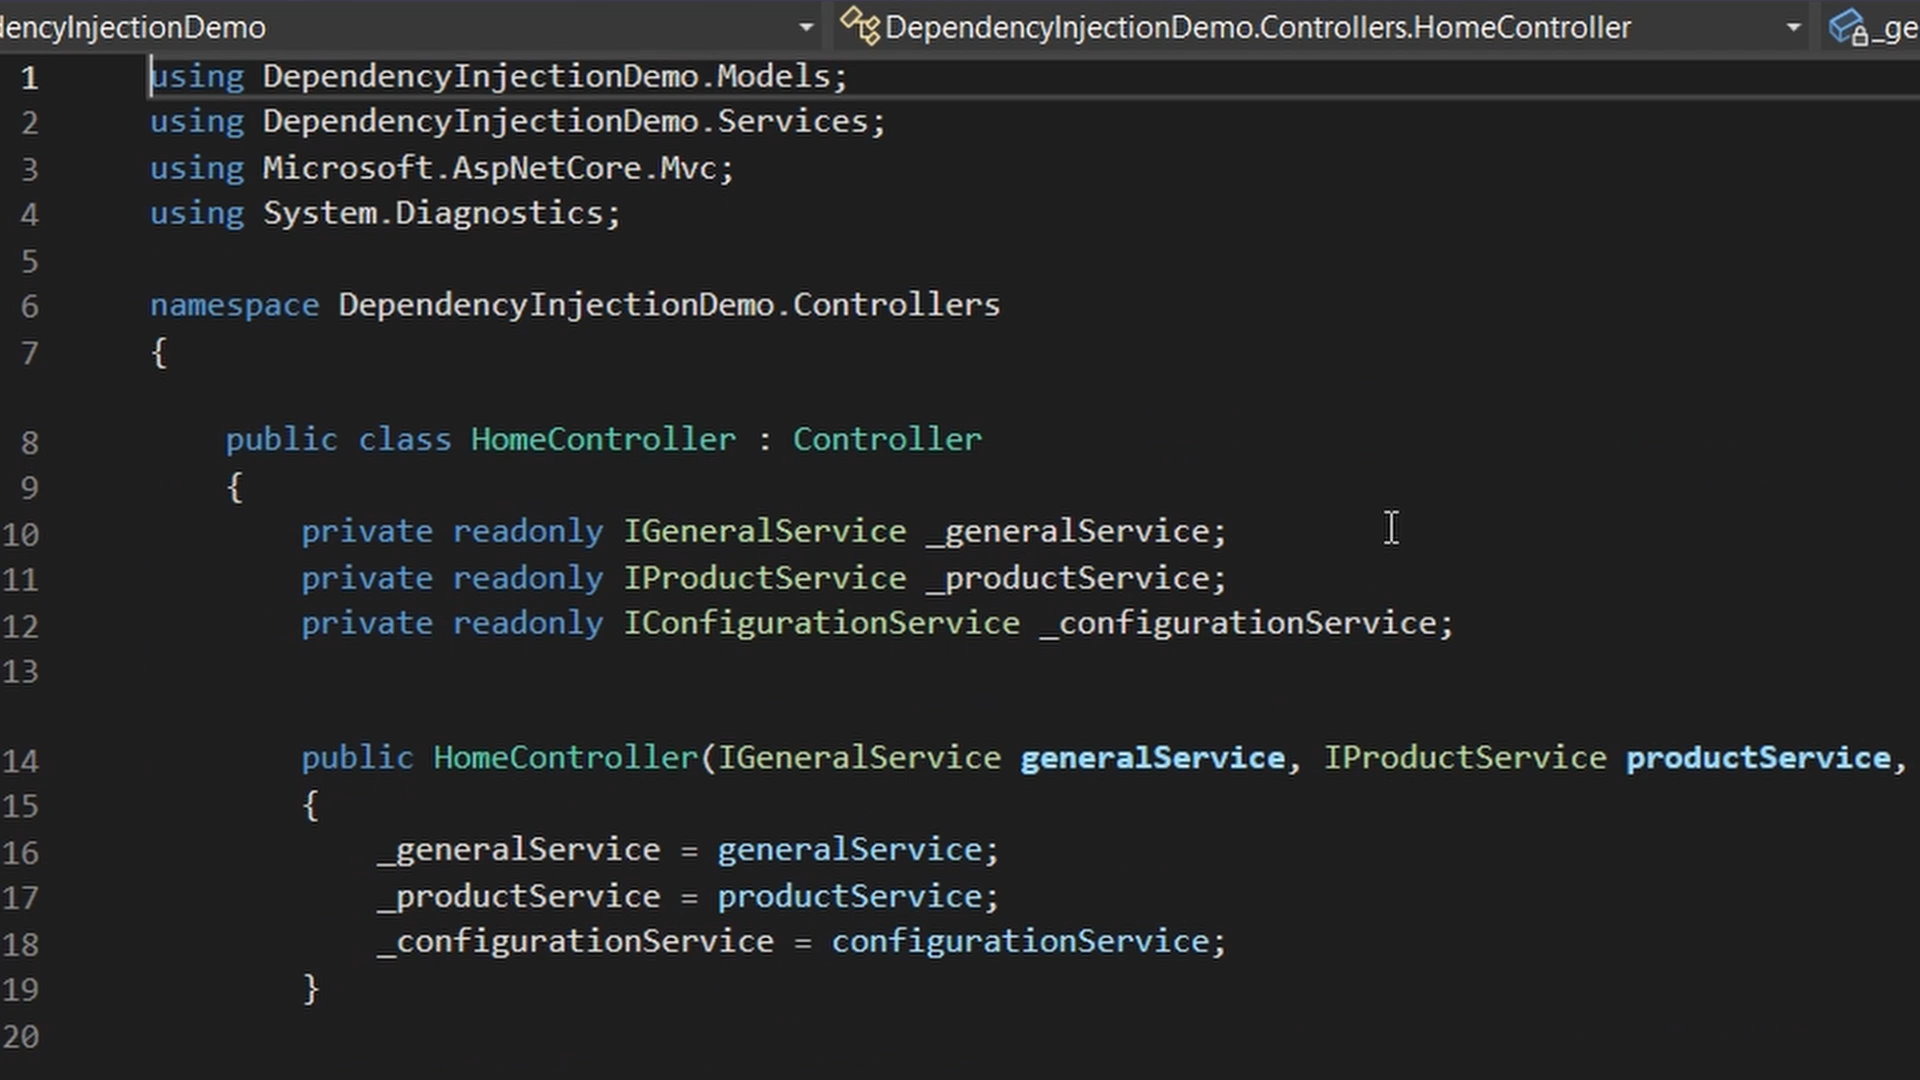 dencyInjectionDemo DependencyInjectionDemo.Controllers.HomeController _ge
1 using DependencyInjectionDemo.Models;
2 using DependencyInjectionDemo.Services;
3 using Microsoft.AspNetCore.Mvc;
4 using System.Diagnostics;
5
6 namespace DependencyInjectionDemo.Controllers
7 {
8 public class HomeController : Controller
9 {
10 private readonly IGeneralService _generalService;
11 private readonly IProductService _productService;
12 private readonly IConfigurationService _configurationService;
13
14 public HomeController(IGeneralService generalService, IProductService productService,
15 {
16 _generalService = generalService;
17 _productService = productService;
18 _configurationService = configurationService;
19 }
20